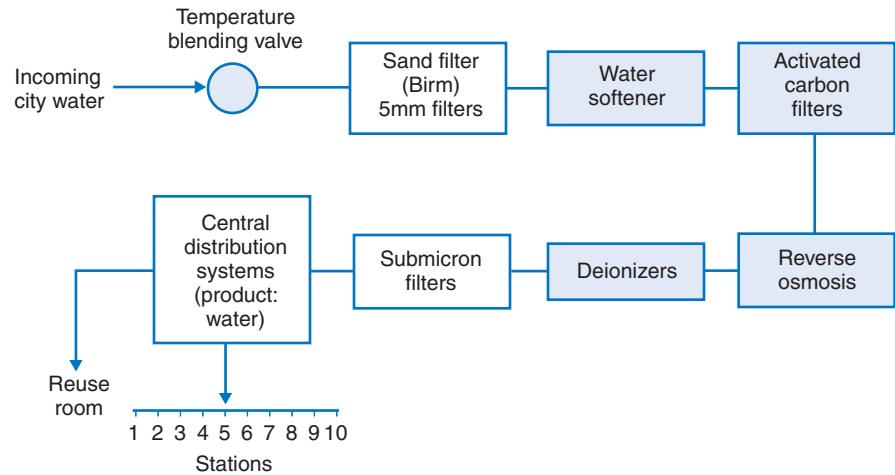 Temperature
blending valve
Incoming
city water
Sand filter
(Birm)
5mm filters
Water
softener
Activated
carbon
filters
Central
distribution
systems
(product:
water)
Submicron
filters
Deionizers
Reverse
osmosis
Reuse
room
1 2 3 4 5 6 7 8 9 10
Stations